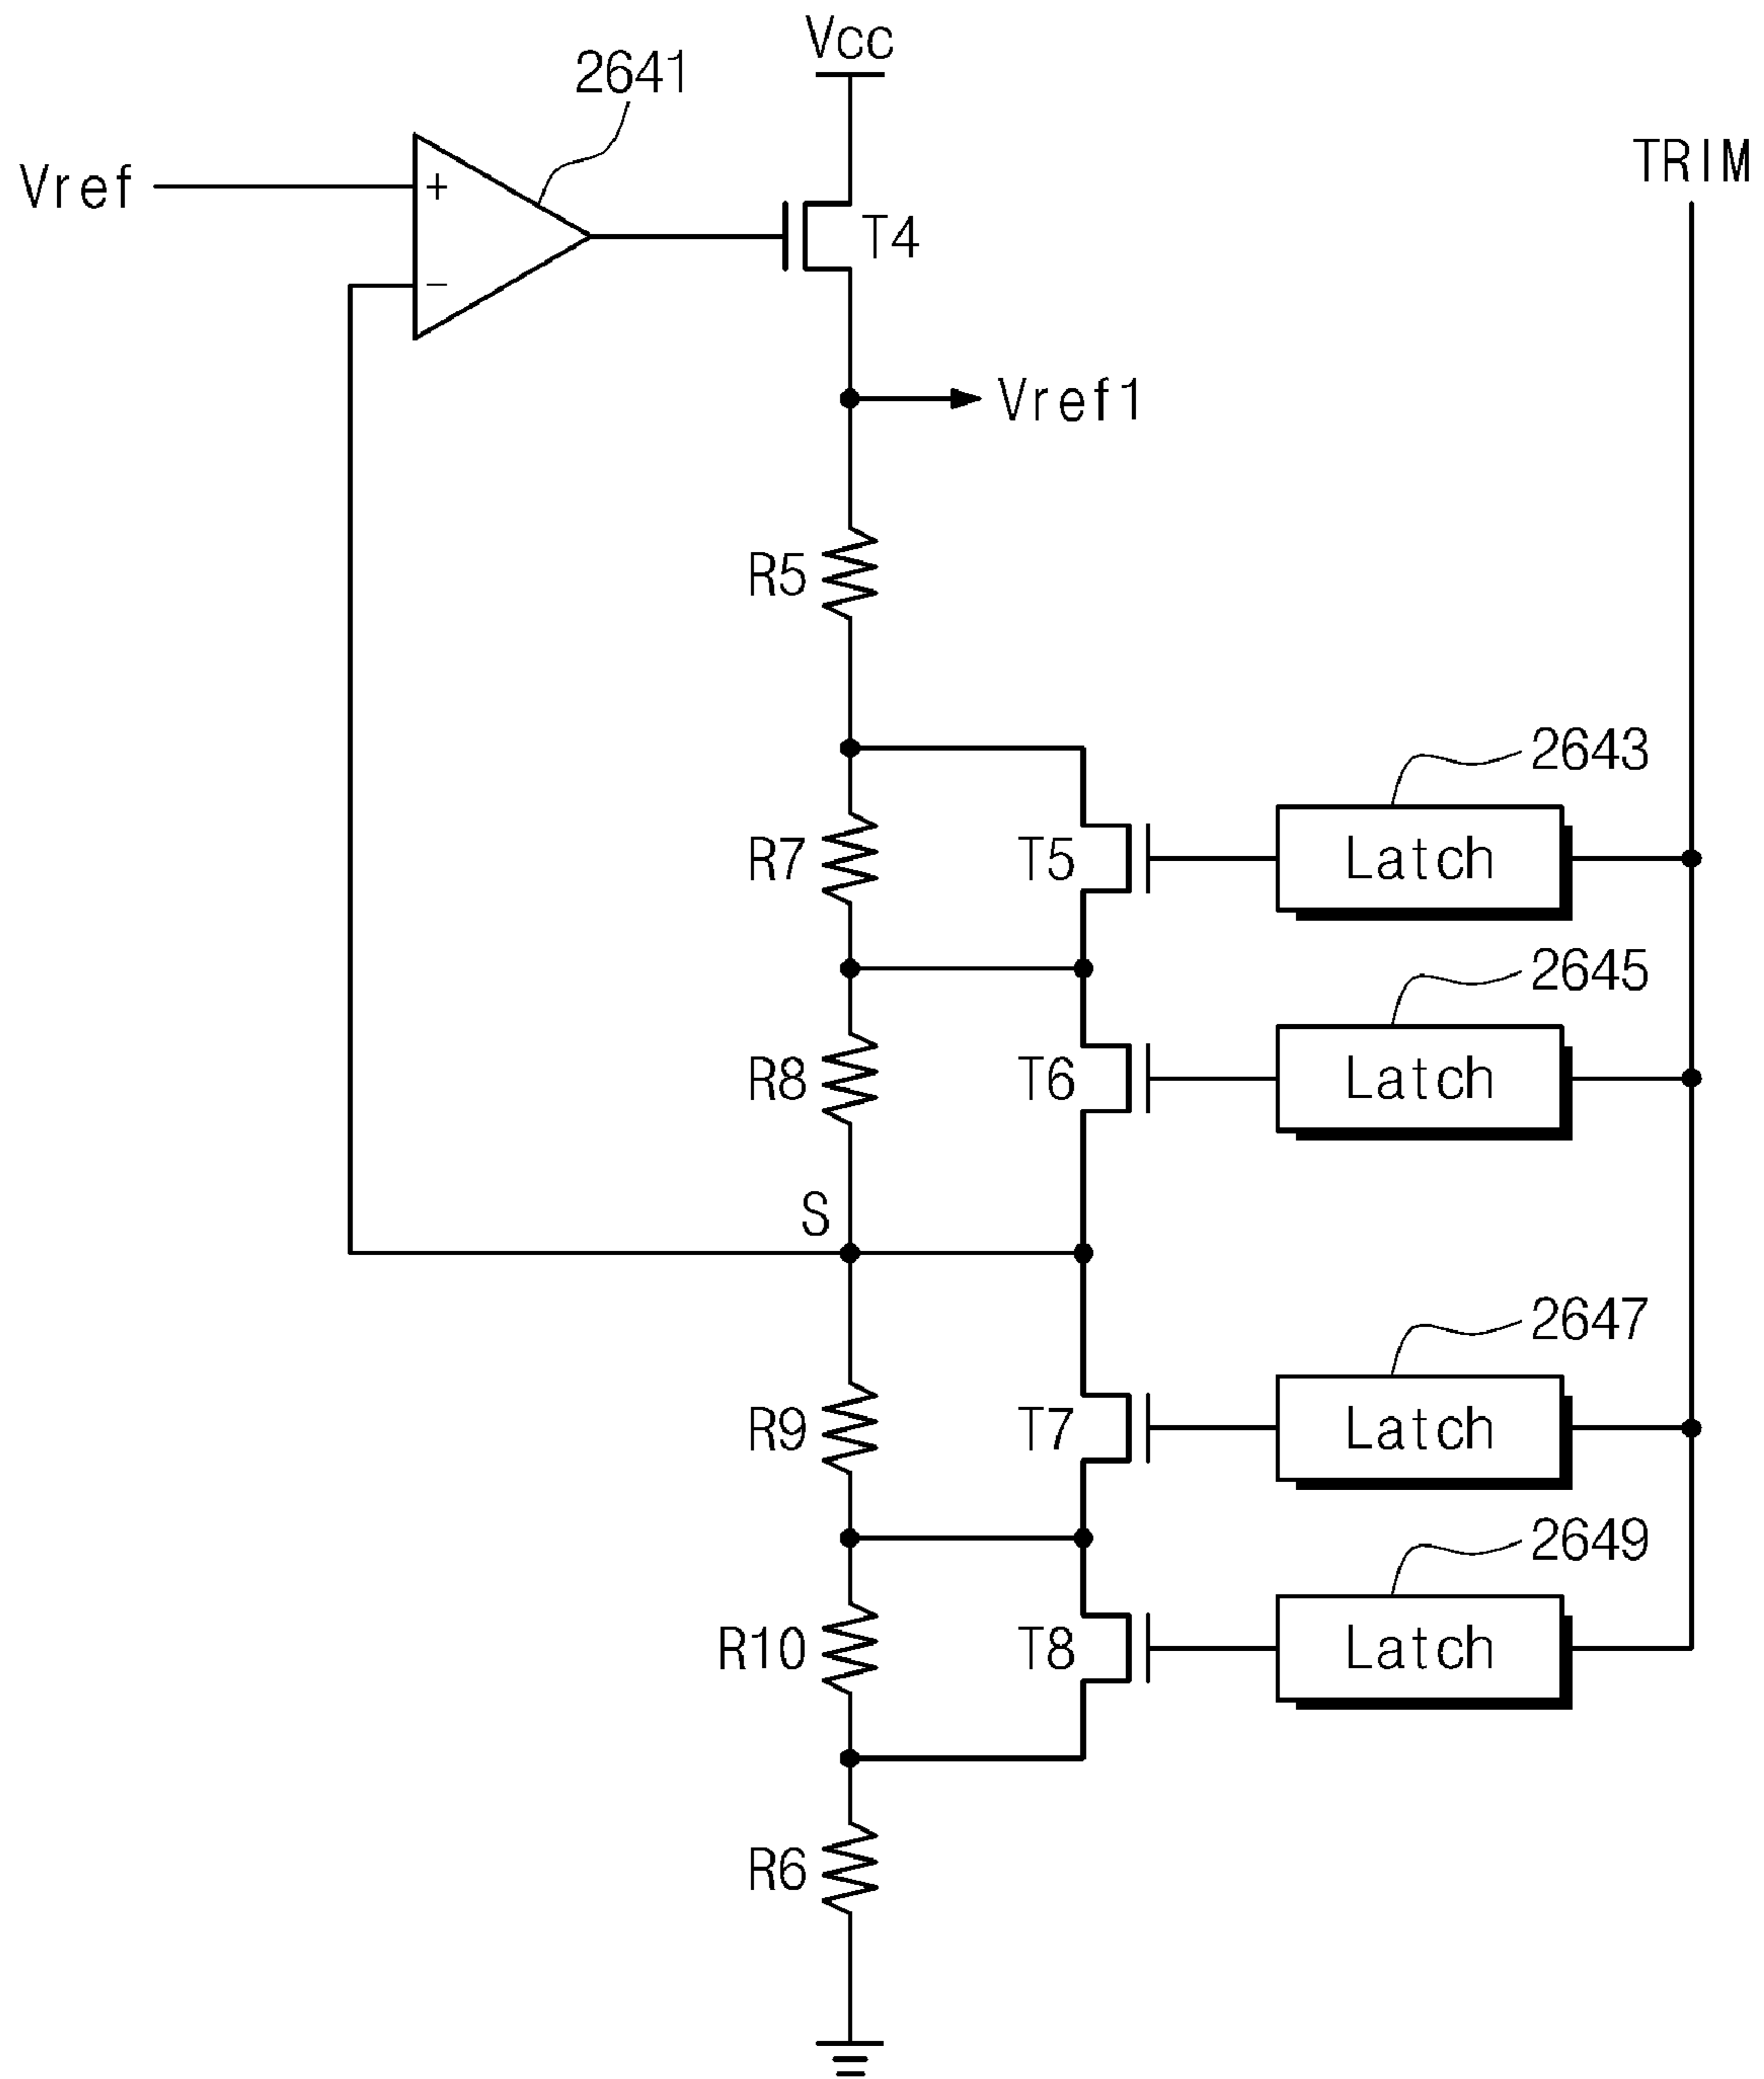 Vcc
2641
Vref
+
−
T4
TRIM
Vref1
R5
2643
R7
T5
Latch
2645
R8
T6
Latch
S
2647
R9
T7
Latch
2649
R10
T8
Latch
R6